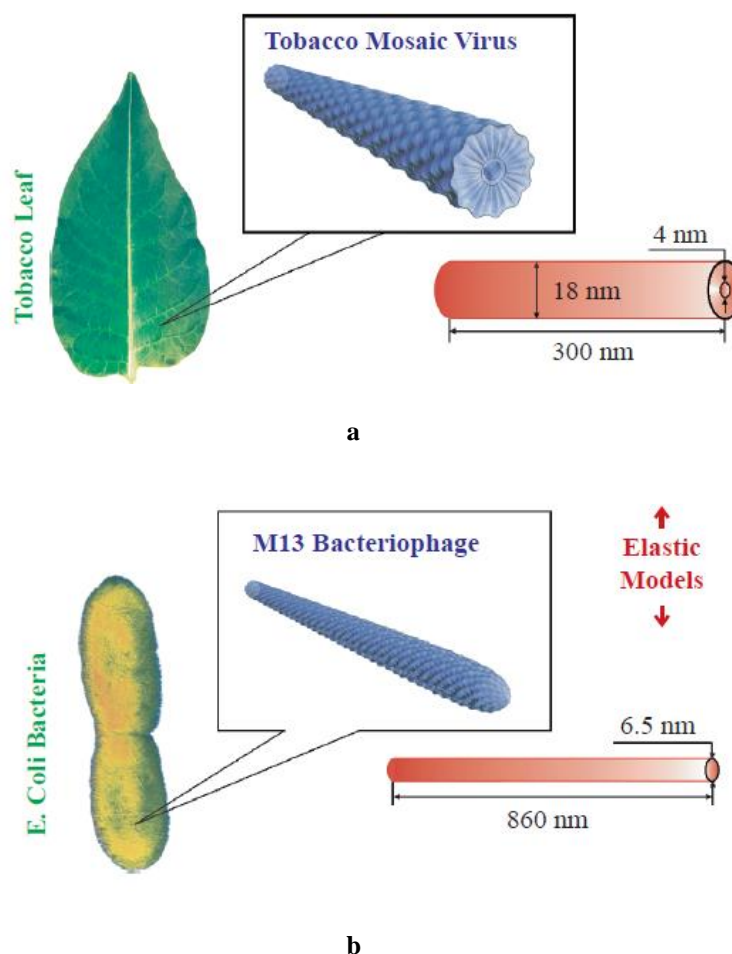 Tobacco Mosaic Virus
Tobacco Leaf
4 nm
18 nm
300 nm
a
M13 Bacteriophage
Elastic
Models
E. Coli Bacteria
6.5 nm
860 nm
b